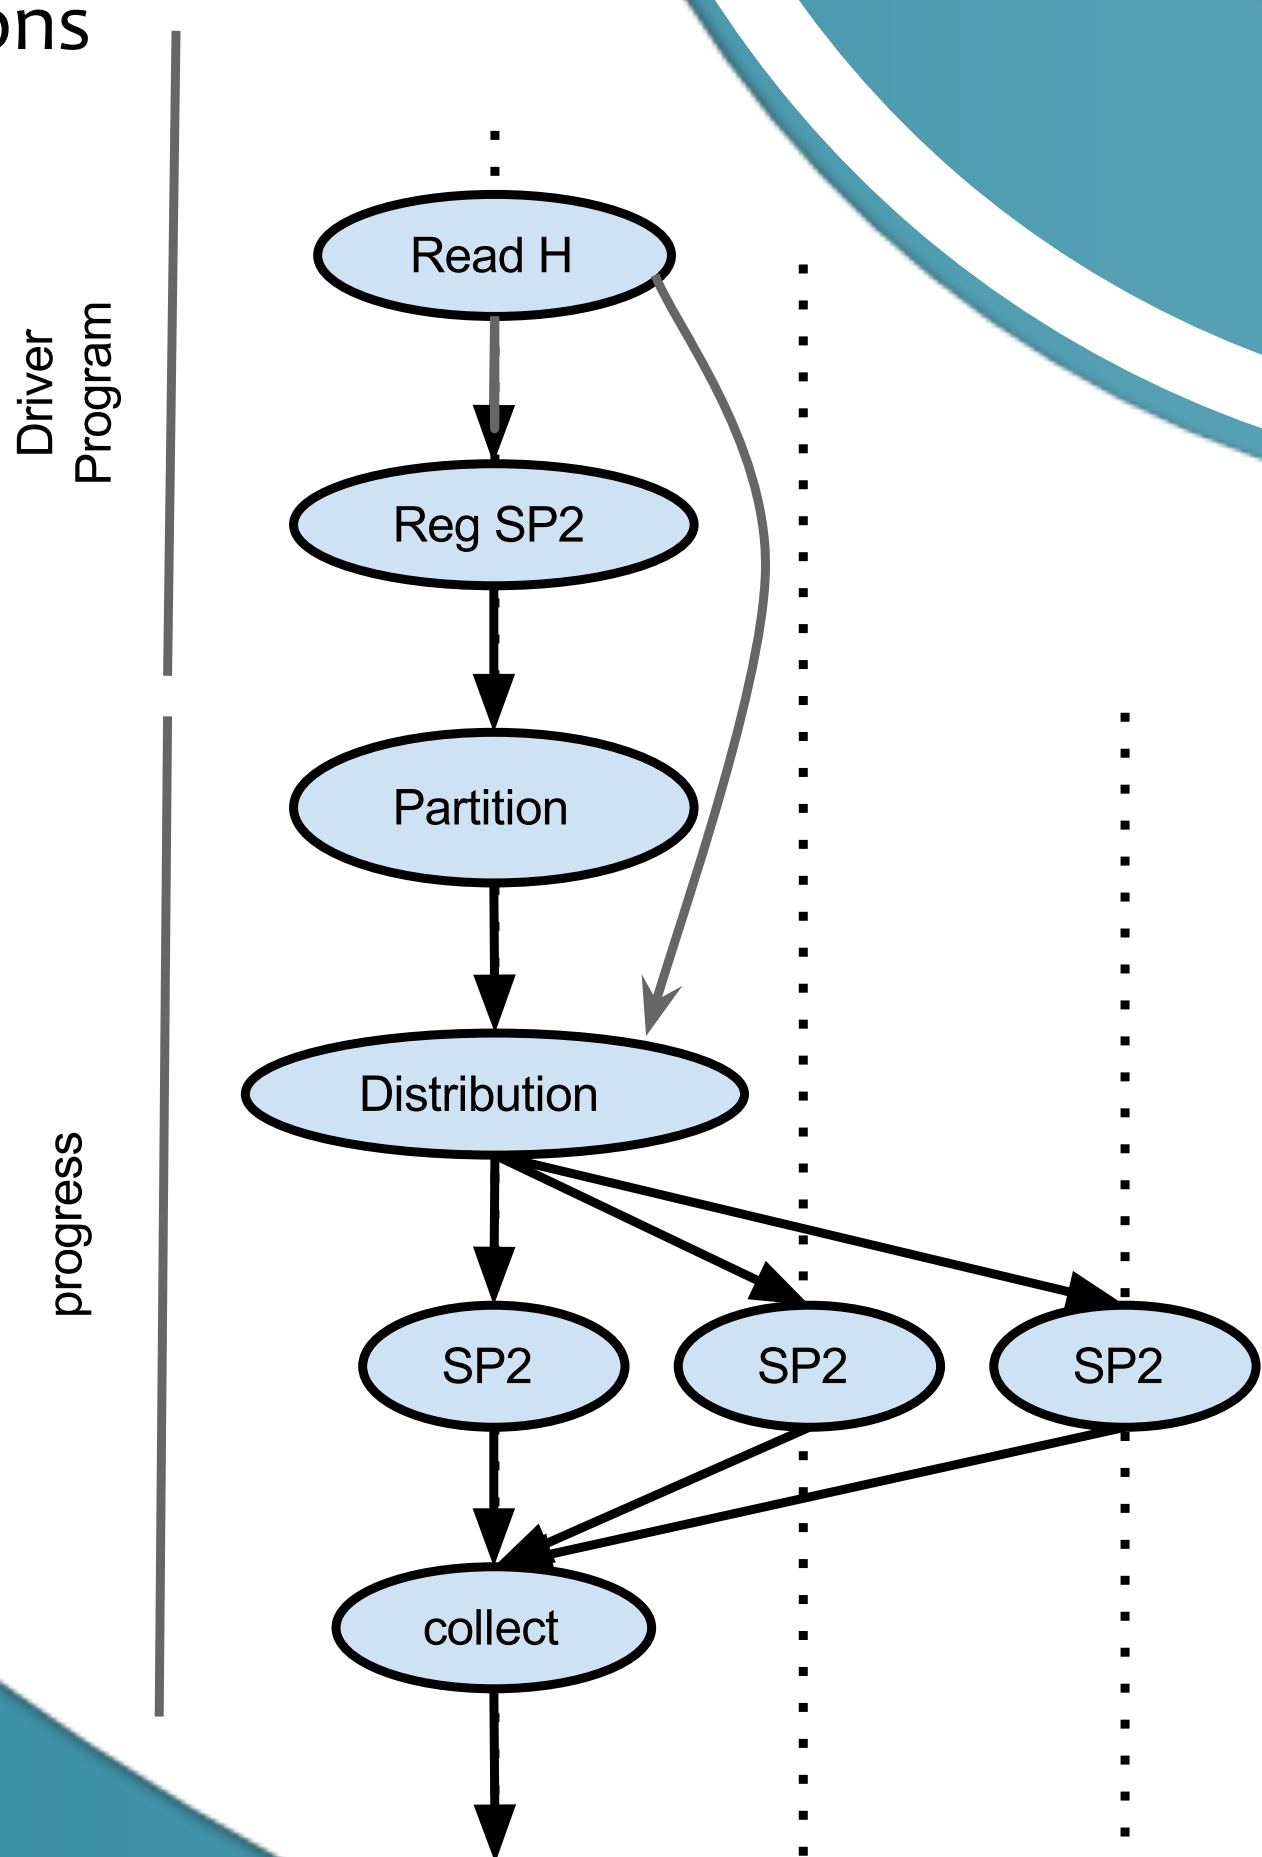 ons
Driver
Program
Read H
Reg SP2
Partition
Distribution
progress
SP2
SP2
SP2
collect